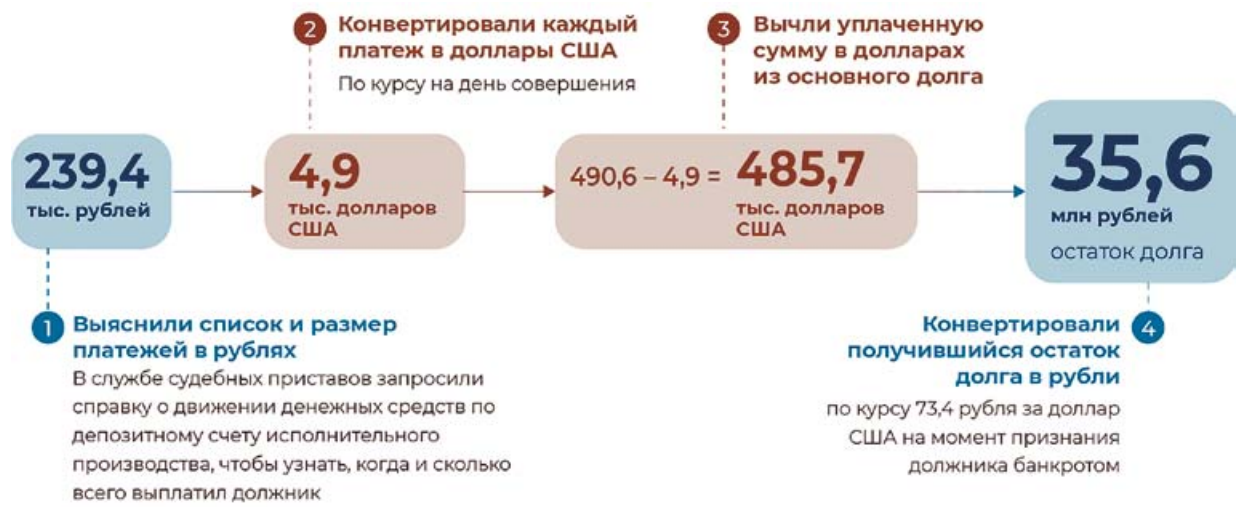 2
Конвертировали каждый
платеж в доллары США
По курсу на день совершения
3
Вычли уплаченную
сумму в долларах
из основного долга
239,4
тыс. рублей
4,9
тыс. долларов
США
490,6 – 4,9 = 485,7
тыс. долларов
США
35,6
млн рублей
остаток долга
1
Выяснили список и размер
платежей в рублях
В службе судебных приставов запросили
справку о движении денежных средств по
депозитному счету исполнительного
производства, чтобы узнать, когда и сколько
всего выплатил должник
4
Конвертировали
получившийся остаток
долга в рубли
по курсу 73,4 рубля за доллар
США на момент признания
должника банкротом